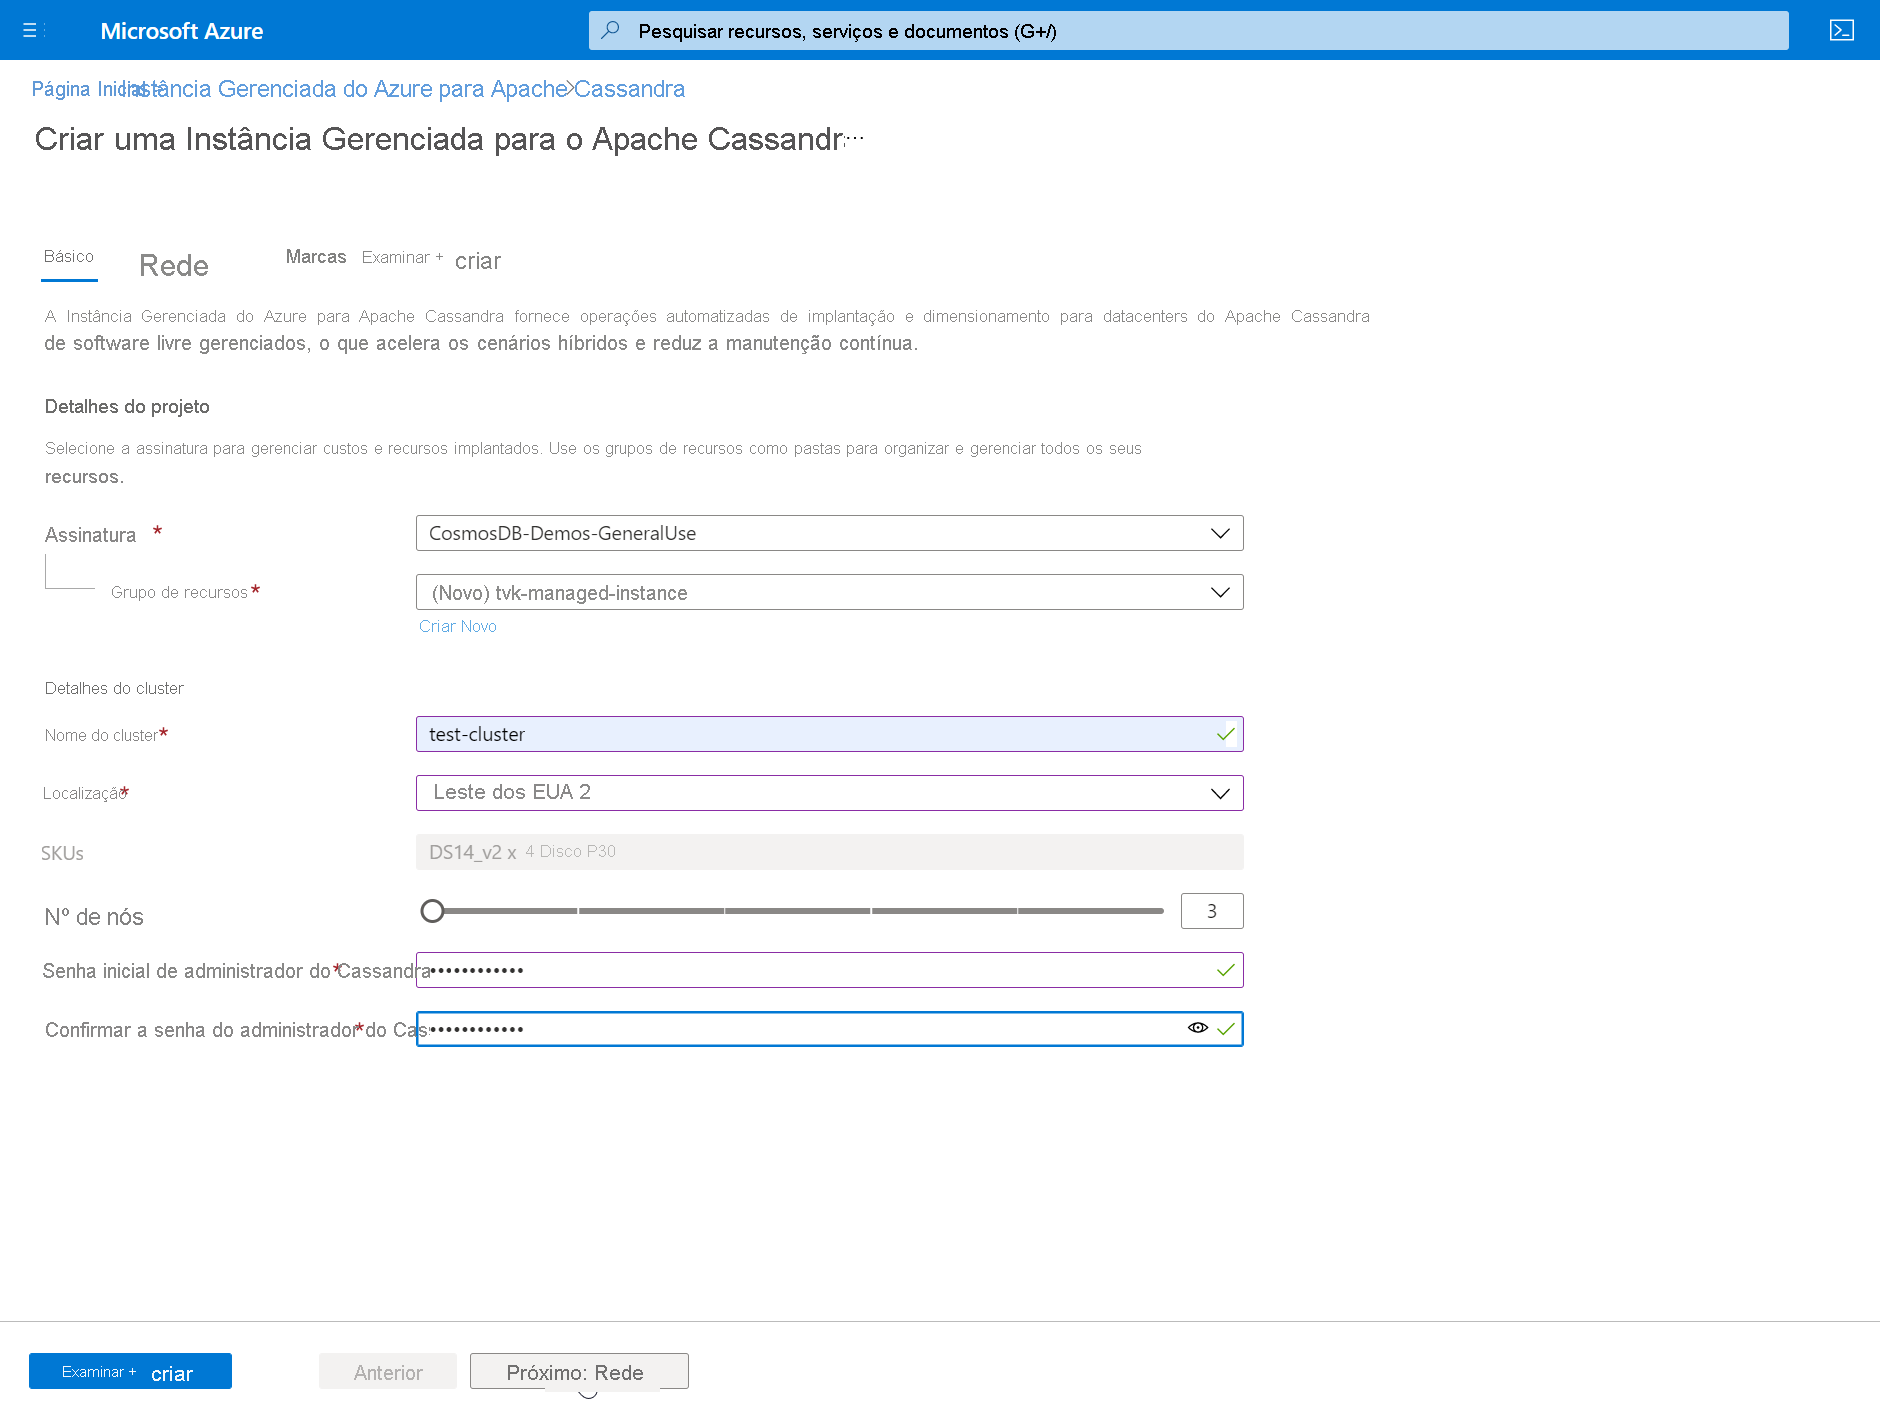 Microsoft Azure
Pesquisar recursos, serviços e documentos (G+/)
Página Inicial > Instância Gerenciada do Azure para Apache Cassandra
Criar uma Instância Gerenciada para o Apache Cassandra ...
Básico Rede Marcas Examinar + criar
A Instância Gerenciada do Azure para Apache Cassandra fornece operações automatizadas de implantação e dimensionamento para datacenters do Apache Cassandra
de software livre gerenciados, o que acelera os cenários híbridos e reduz a manutenção contínua.
Detalhes do projeto
Selecione a assinatura para gerenciar custos e recursos implantados. Use os grupos de recursos como pastas para organizar e gerenciar todos os seus
recursos.
Assinatura * CosmosDB-Demos-GeneralUse
Grupo de recursos * (Novo) tvk-managed-instance
Criar Novo
Detalhes do cluster
Nome do cluster * test-cluster
Localização * Leste dos EUA 2
SKUs DS14_v2 x 4 Disco P30
Nº de nós 3
Senha inicial de administrador do Cassandra * ••••••••••••
Confirmar a senha do administrador do Cas * ••••••••••••
Examinar + criar Anterior Próximo: Rede